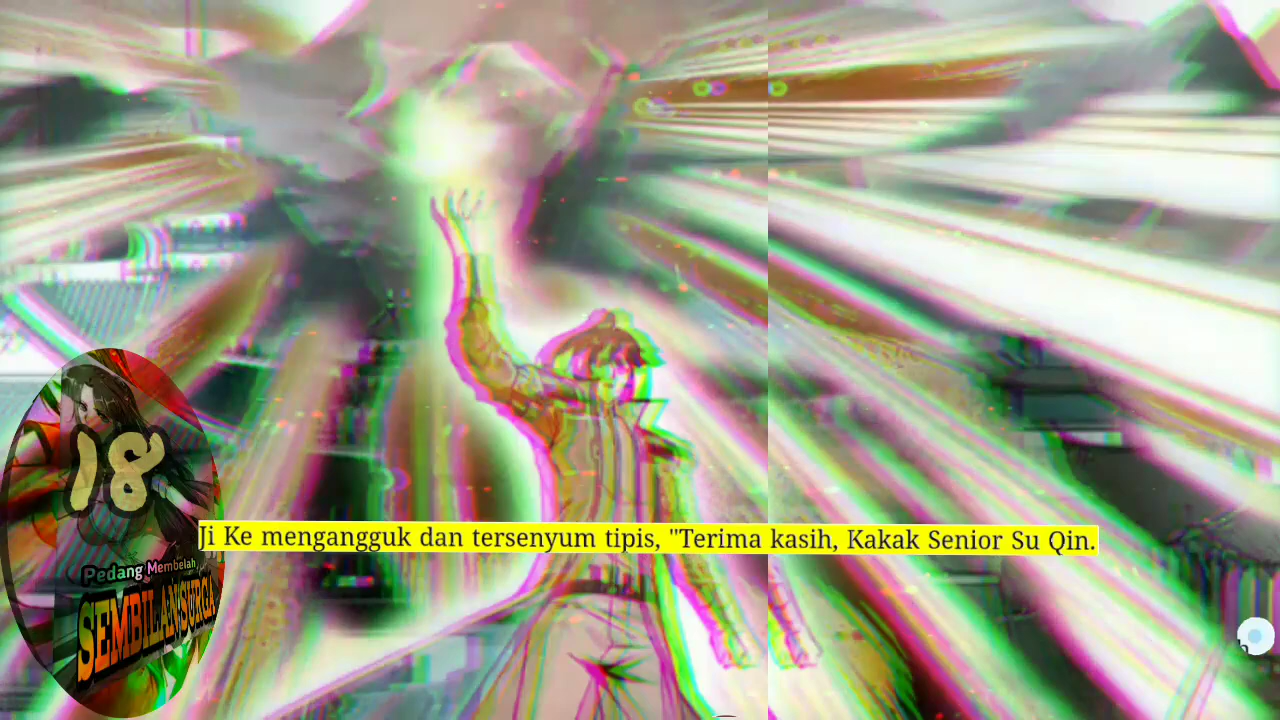 18
Pedang Membelah
SEMBILAN SURGA
Ji Ke mengangguk dan tersenyum tipis, "Terima kasih, Kakak Senior Su Qin.